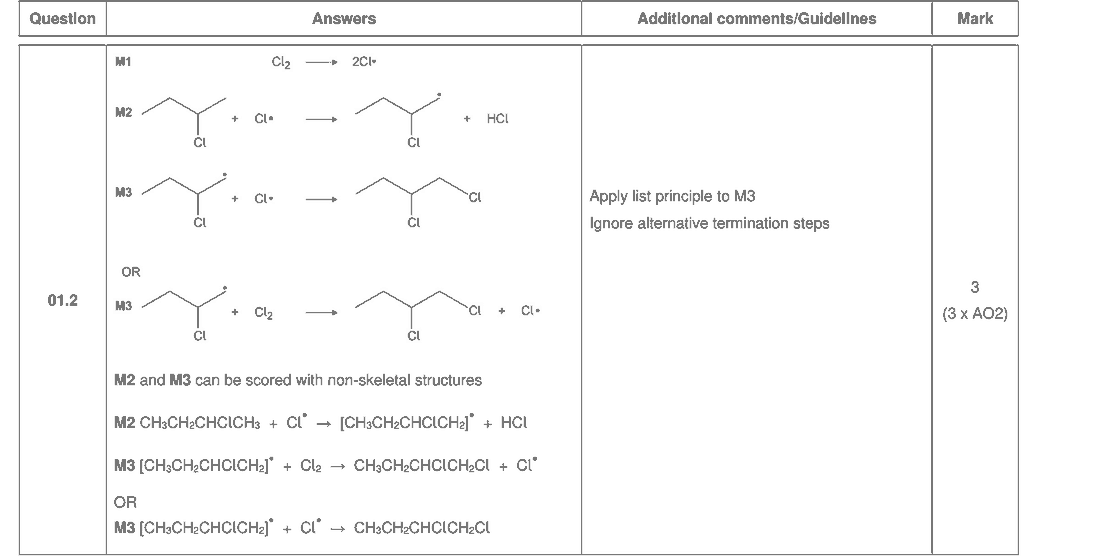 Question Answers Additional comments/Guidelines Mark
M1 Cl₂ ⟶ 2Cl•
M2 + Cl• ⟶ • + HCl
Cl Cl
M3 • + Cl• ⟶ Cl
Cl Cl
Apply list principle to M3
Ignore alternative termination steps
OR
01.2
M3 • + Cl₂ ⟶ Cl + Cl•
Cl Cl
3
(3 x AO2)
M2 and M3 can be scored with non-skeletal structures
M2 CH₃CH₂CHClCH₃ + Cl• → [CH₃CH₂CHClCH₂]• + HCl
M3 [CH₃CH₂CHClCH₂]• + Cl₂ → CH₃CH₂CHClCH₂Cl + Cl•
OR
M3 [CH₃CH₂CHClCH₂]• + Cl• → CH₃CH₂CHClCH₂Cl